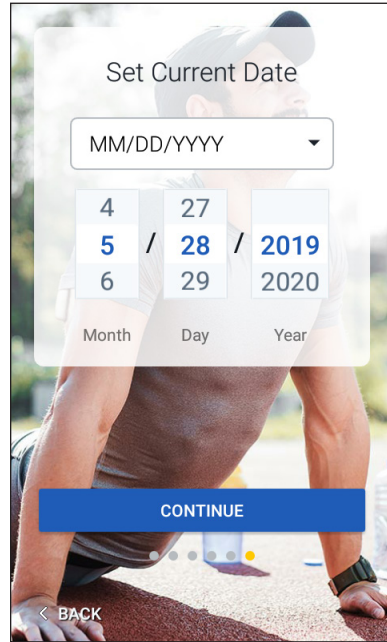 Set Current Date
MM/DD/YYYY
4 27
5 / 28 / 2019
6 29 2020
Month Day Year
CONTINUE
< BACK